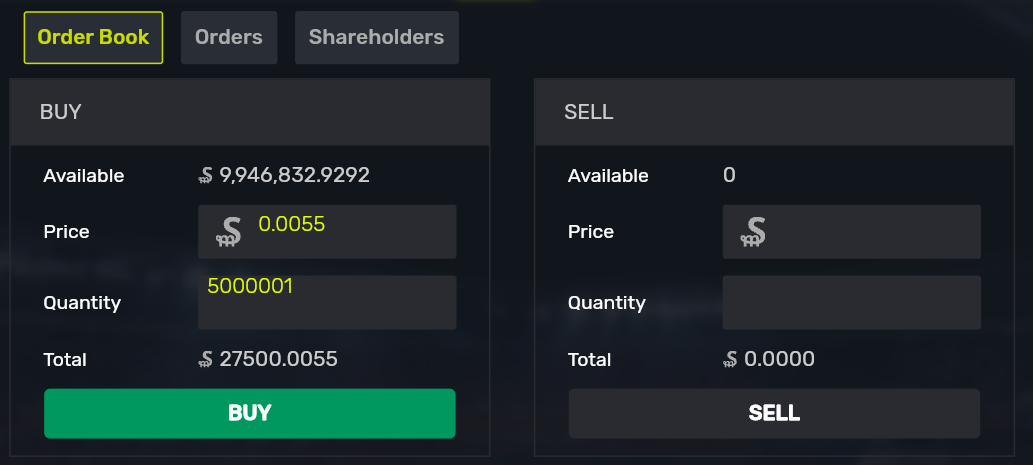 Order Book Orders Shareholders
BUY
Available 9,946,832.9292
Price 0.0055
Quantity 5000001
Total 27500.0055
BUY
SELL
Available 0
Price
Quantity
Total 0.0000
SELL